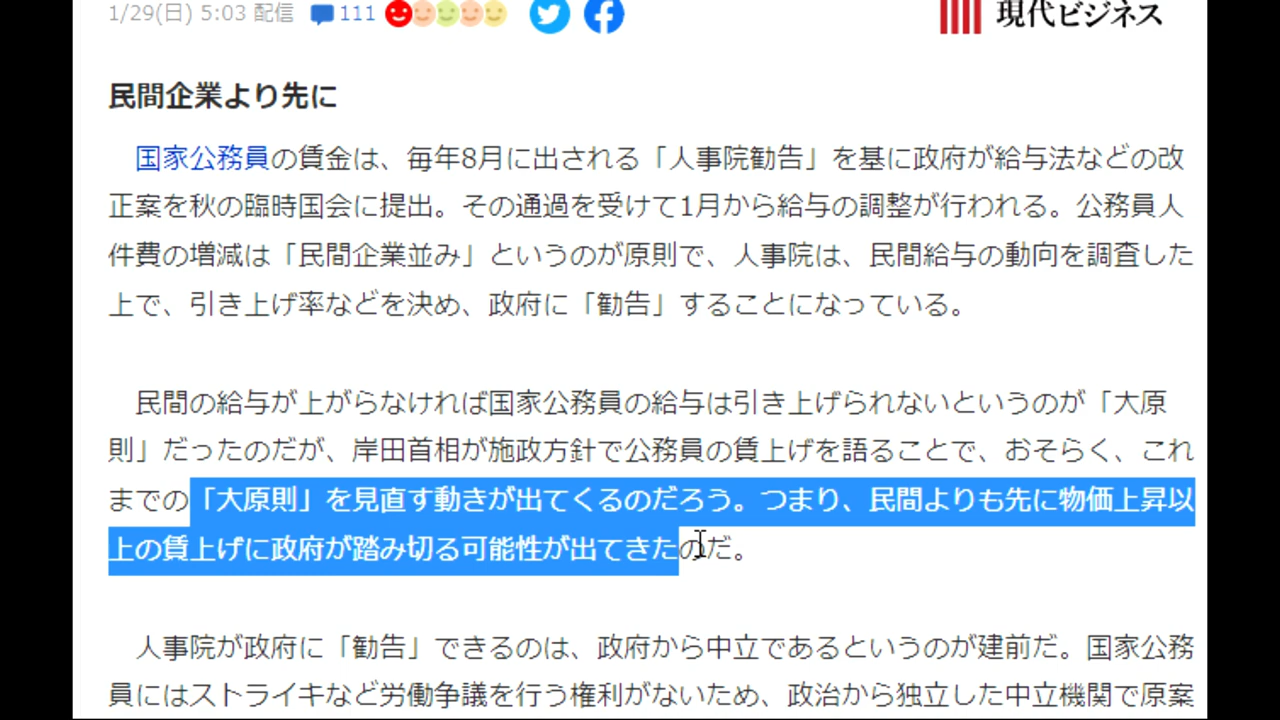 1/29(日) 5:03 配信 111 現代ビジネス
民間企業より先に
国家公務員の賃金は、毎年8月に出される「人事院勧告」を基に政府が給与法などの改
正案を秋の臨時国会に提出。その通過を受けて1月から給与の調整が行われる。公務員人
件費の増減は「民間企業並み」というのが原則で、人事院は、民間給与の動向を調査した
上で、引き上げ率などを決め、政府に「勧告」することになっている。
民間の給与が上がらなければ国家公務員の給与は引き上げられないというのが「大原
則」だったのだが、岸田首相が施政方針で公務員の賃上げを語ることで、おそらく、これ
までの「大原則」を見直す動きが出てくるのだろう。つまり、民間よりも先に物価上昇以
上の賃上げに政府が踏み切る可能性が出てきたのだ。
人事院が政府に「勧告」できるのは、政府から中立であるというのが建前だ。国家公務
員にはストライキなど労働争議を行う権利がないため、政治から独立した中立機関で原案